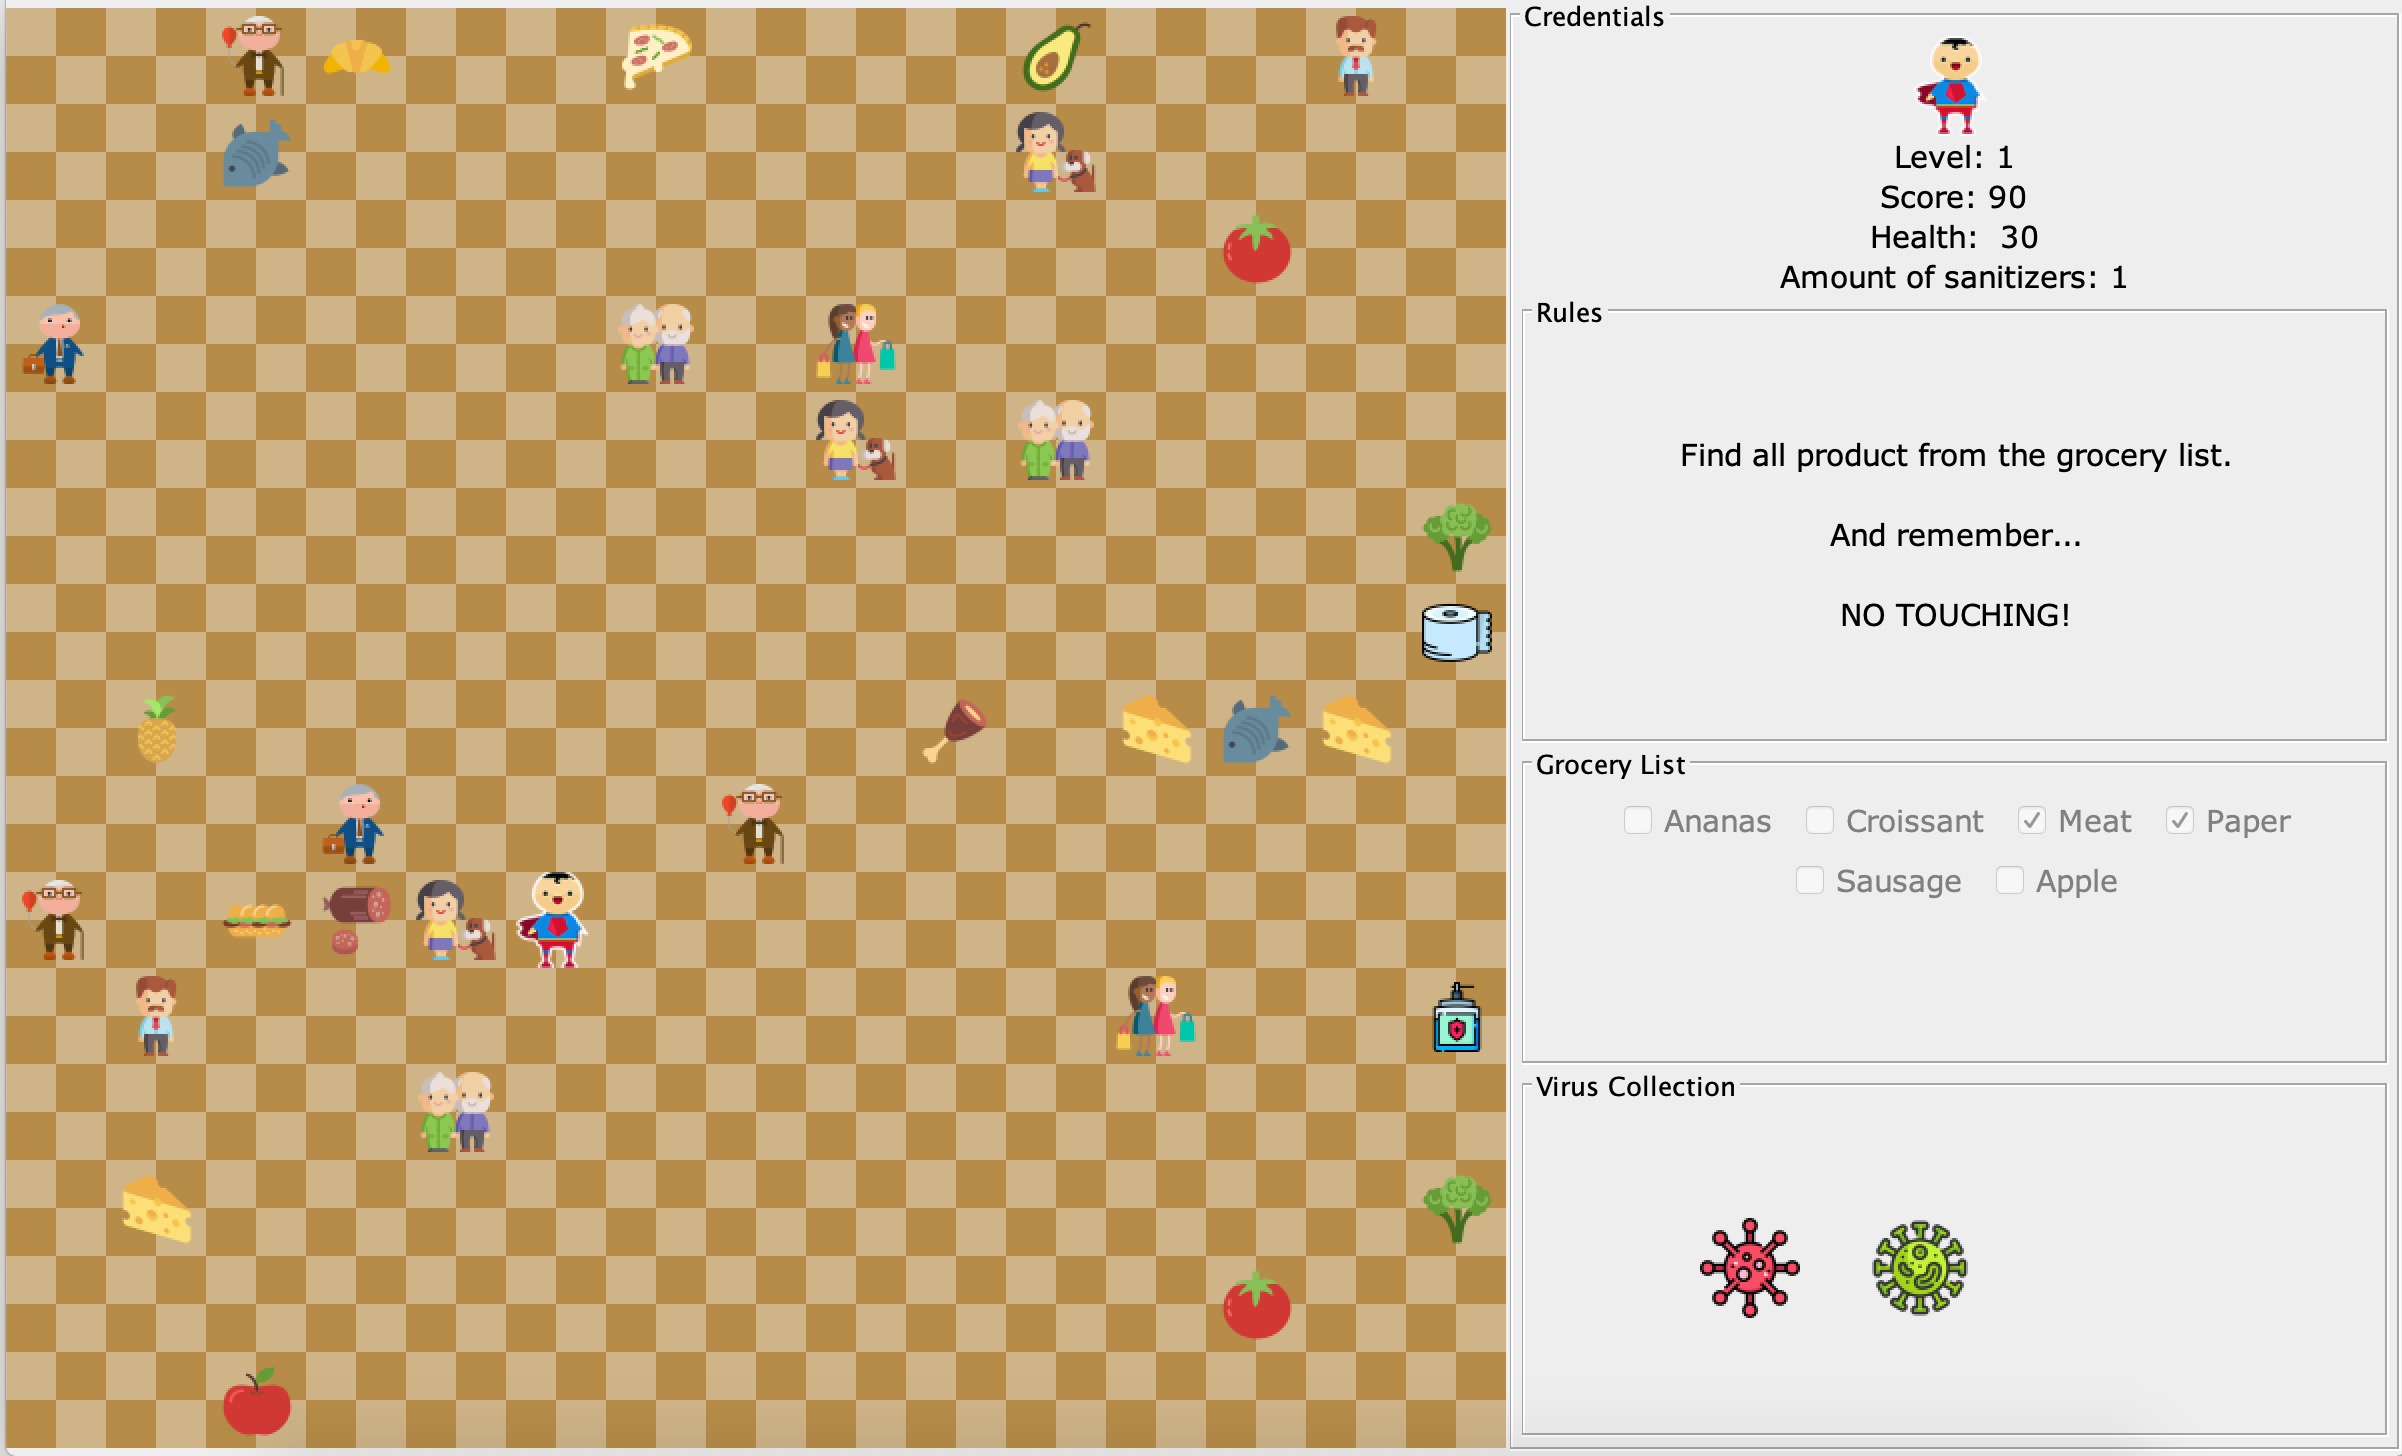 Credentials
Level: 1
Score: 90
Health: 30
Amount of sanitizers: 1
Rules
Find all product from the grocery list.
And remember...
NO TOUCHING!
Grocery List
Ananas Croissant Meat Paper
Sausage Apple
Virus Collection